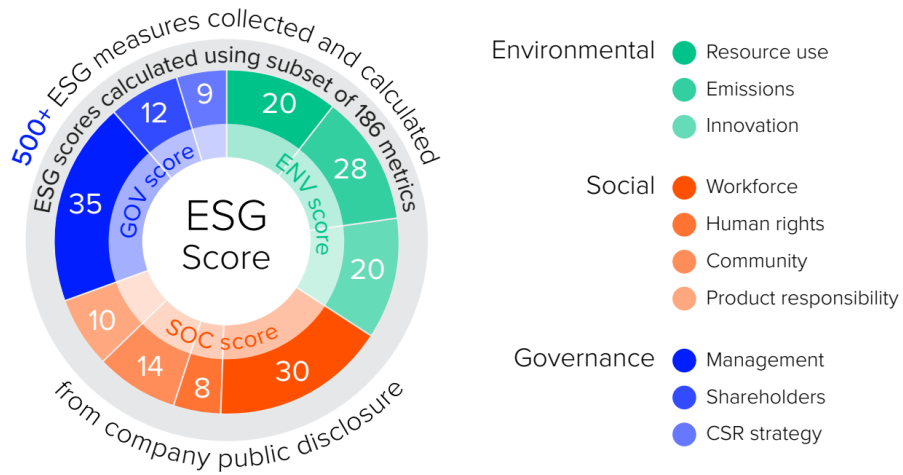 500+ ESG measures collected and calculated
ESG scores calculated using subset of 186 metrics
9
20
12
28
35
GOV score
ENV score
ESG
Score
20
10
SOC score
14
8
30
from company public disclosure
Environmental
Resource use
Emissions
Innovation
Social
Workforce
Human rights
Community
Product responsibility
Governance
Management
Shareholders
CSR strategy